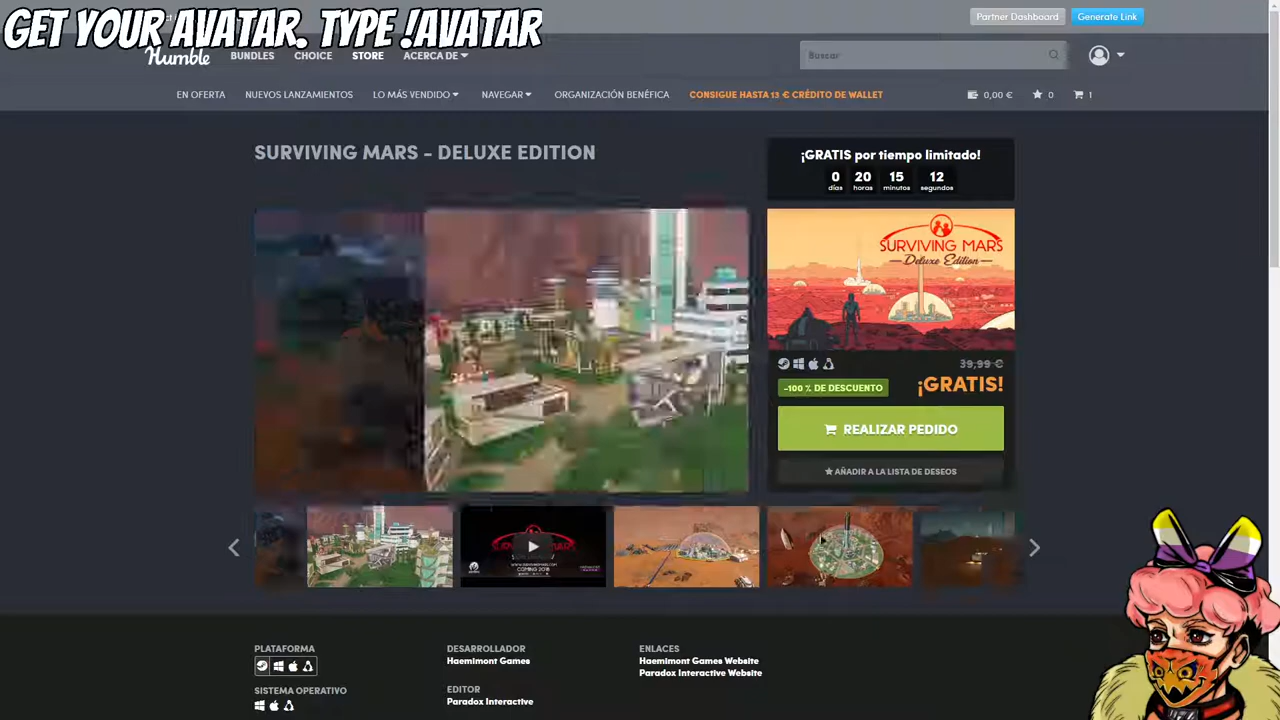 GET YOUR AVATAR. TYPE !AVATAR
Partner Dashboard
Generate Link
Humble
BUNDLES
CHOICE
STORE
ACERCA DE
Buscar
EN OFERTA
NUEVOS LANZAMIENTOS
LO MÁS VENDIDO
NAVEGAR
ORGANIZACIÓN BENÉFICA
CONSIGUE HASTA 13 € CRÉDITO DE WALLET
0,00 €
0
1
SURVIVING MARS - DELUXE EDITION
¡GRATIS por tiempo limitado!
0 20 15 12
días horas minutos segundos
SURVIVING MARS
Deluxe Edition
39,99 €
-100 % DE DESCUENTO
¡GRATIS!
REALIZAR PEDIDO
AÑADIR A LA LISTA DE DESEOS
COMING 2018
PLATAFORMA
SISTEMA OPERATIVO
DESARROLLADOR
Haemimont Games
EDITOR
Paradox Interactive
ENLACES
Haemimont Games Website
Paradox Interactive Website